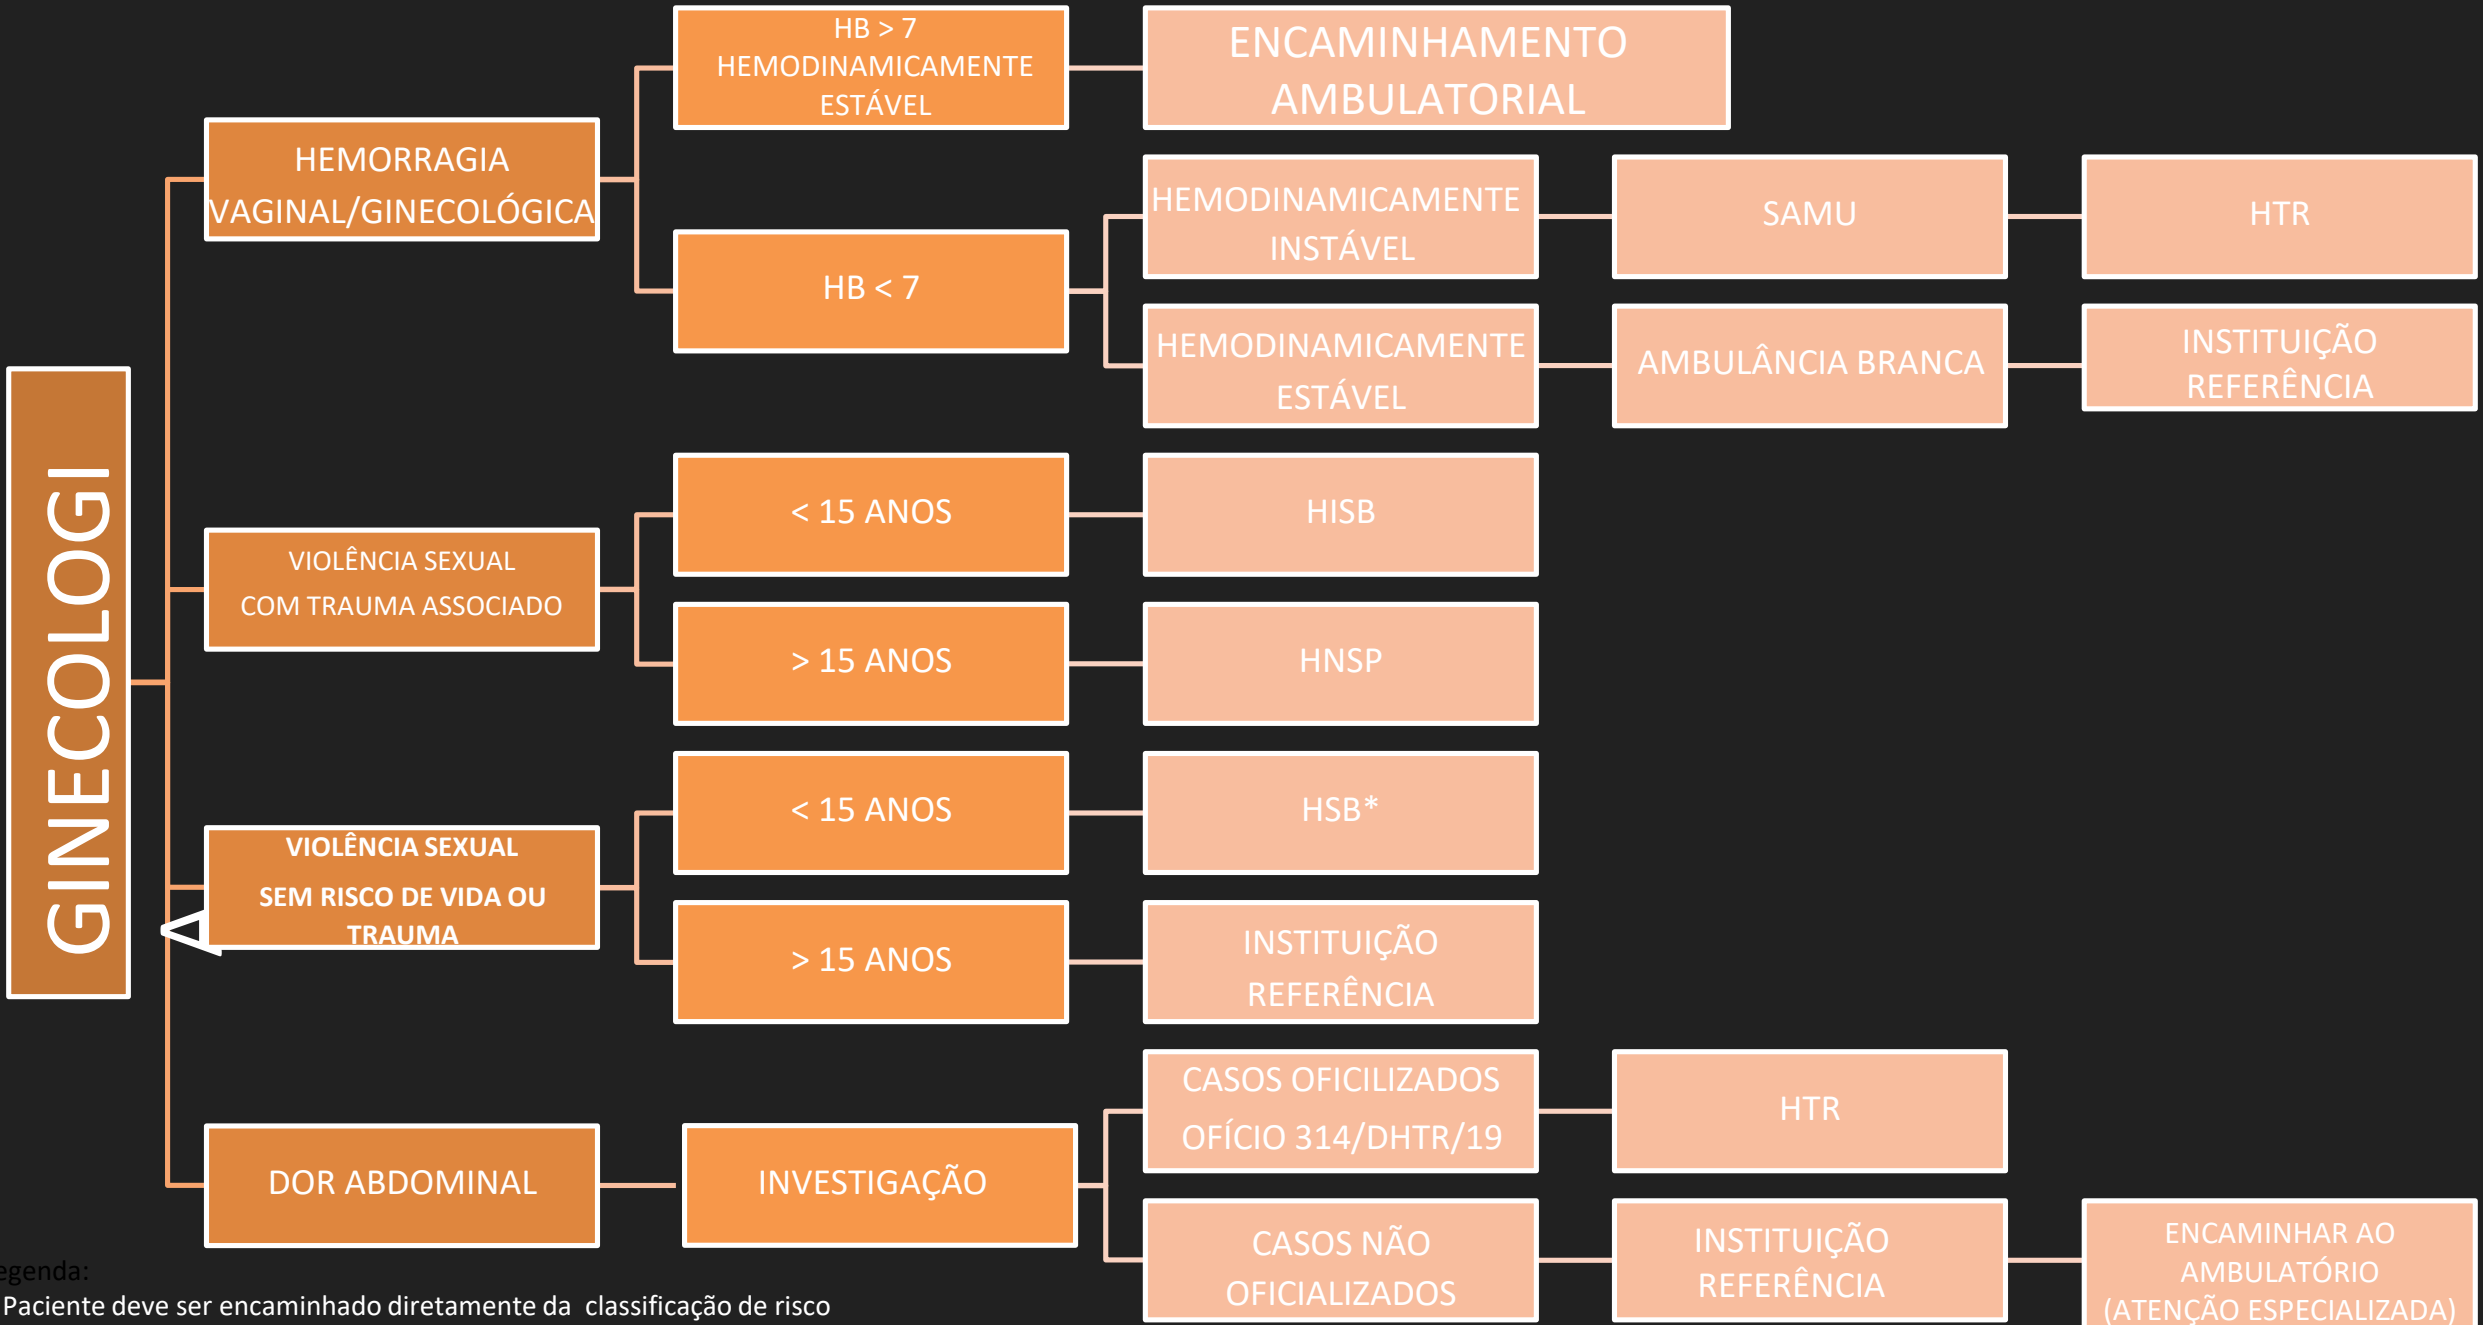 GINECOLOGI
A
HEMORRAGIA
VAGINAL/GINECOLÓGICA
HB > 7
HEMODINAMICAMENTE
ESTÁVEL
ENCAMINHAMENTO
AMBULATORIAL
HB < 7
HEMODINAMICAMENTE
INSTÁVEL
SAMU
HTR
HEMODINAMICAMENTE
ESTÁVEL
AMBULÂNCIA BRANCA
INSTITUIÇÃO
REFERÊNCIA
VIOLÊNCIA SEXUAL
COM TRAUMA ASSOCIADO
< 15 ANOS
HISB
> 15 ANOS
HNSP
VIOLÊNCIA SEXUAL
SEM RISCO DE VIDA OU
TRAUMA
< 15 ANOS
HSB*
> 15 ANOS
INSTITUIÇÃO
REFERÊNCIA
DOR ABDOMINAL
INVESTIGAÇÃO
CASOS OFICILIZADOS
OFÍCIO 314/DHTR/19
HTR
CASOS NÃO
OFICIALIZADOS
INSTITUIÇÃO
REFERÊNCIA
ENCAMINHAR AO
AMBULATÓRIO
(ATENÇÃO ESPECIALIZADA)
egenda:
Paciente deve ser encaminhado diretamente da classificação de risco